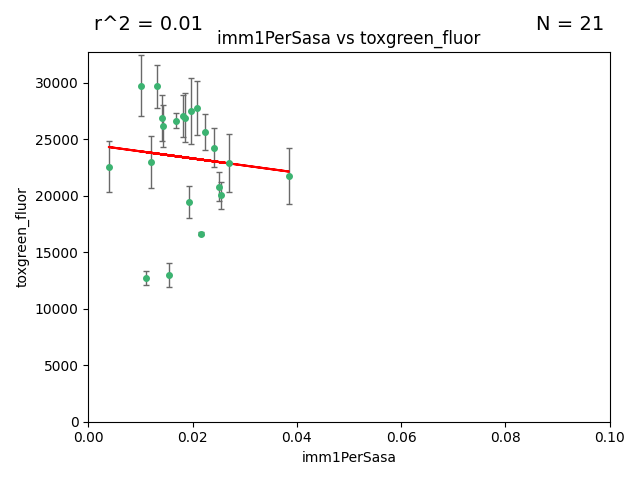 r^2 = 0.01
N = 21
imm1PerSasa vs toxgreen_fluor
30000
25000
20000
15000
10000
5000
0
toxgreen_fluor
0.00
0.02
0.04
0.06
0.08
0.10
imm1PerSasa